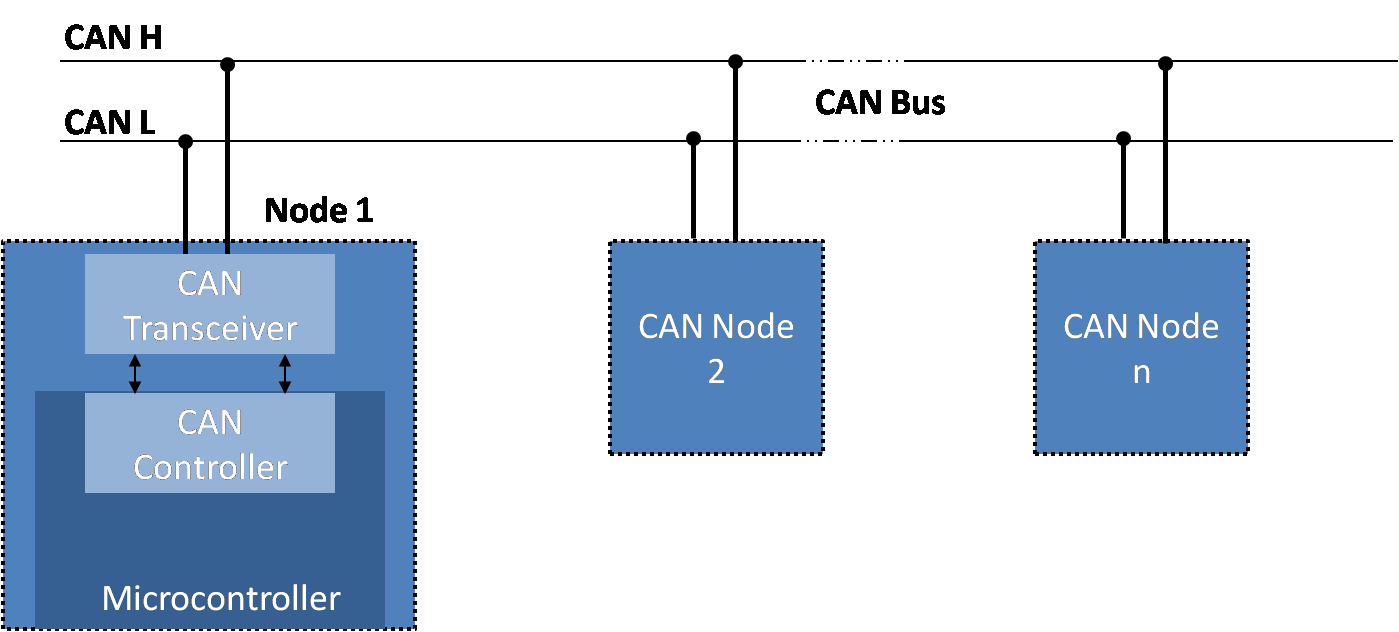 CAN H
CAN L
CAN Bus
Node 1
CAN
Transceiver
CAN
Controller
Microcontroller
CAN Node
2
CAN Node
n